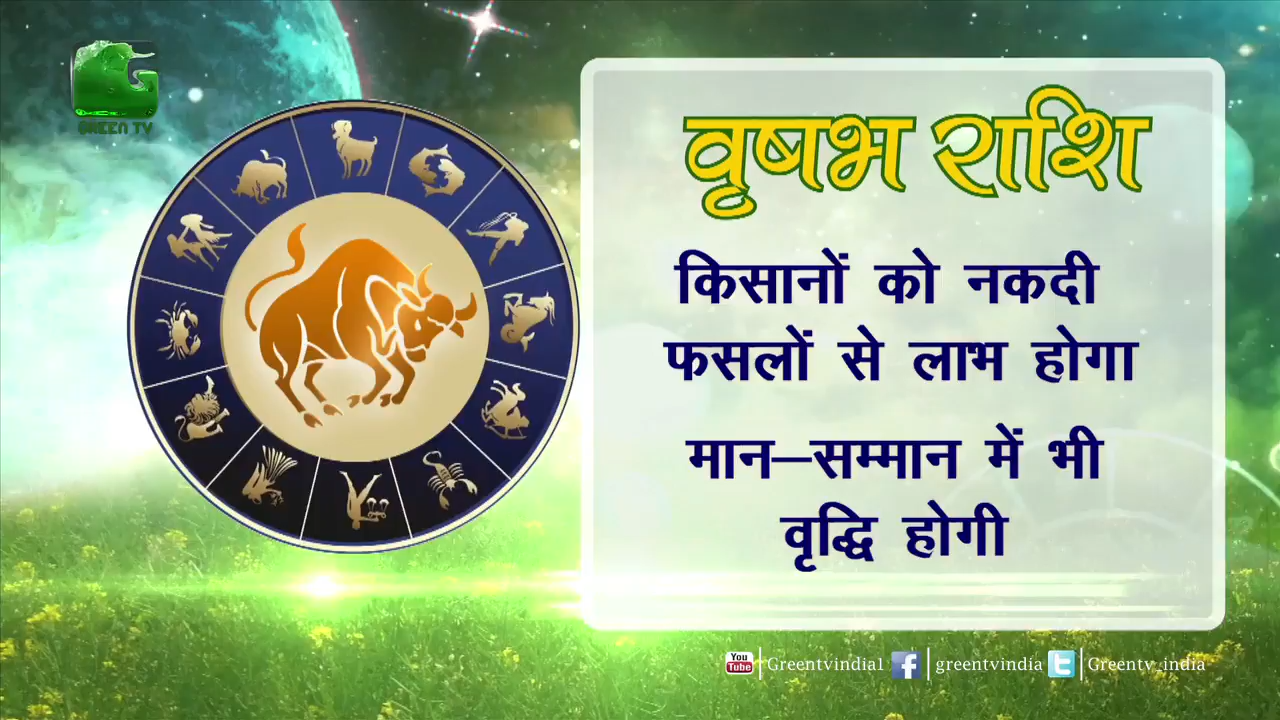 GREEN TV
वृषभ राशि
किसानों को नकदी
फसलों से लाभ होगा
मान–सम्मान में भी
वृद्धि होगी
You Tube Greentvindia1 f greentvindia Greentv_india